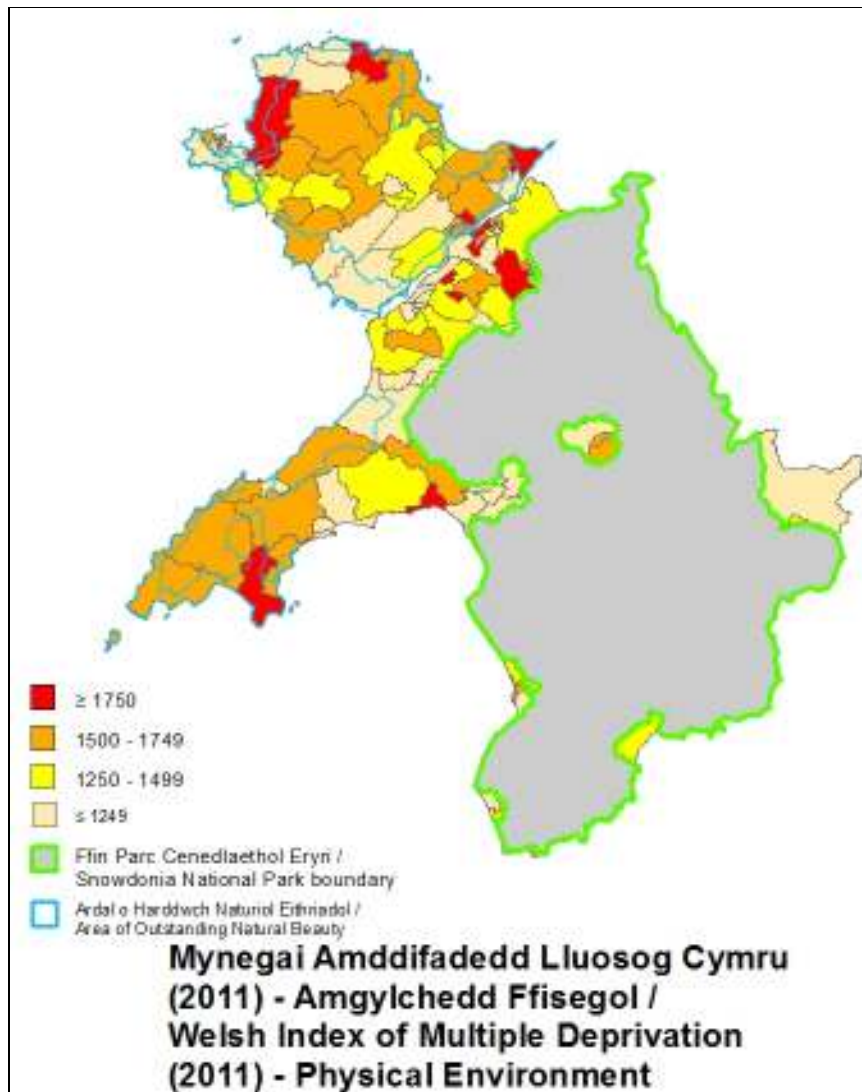 ≥ 1750
1500 - 1749
1250 - 1499
≤ 1249
Ffin Parc Cenedlaethol Eryri /
Snowdonia National Park boundary
Ardal o Harddwch Naturiol Eithriadol /
Area of Outstanding Natural Beauty
Mynegai Amddifadedd Lluosog Cymru
(2011) - Amgylchedd Ffisegol /
Welsh Index of Multiple Deprivation
(2011) - Physical Environment